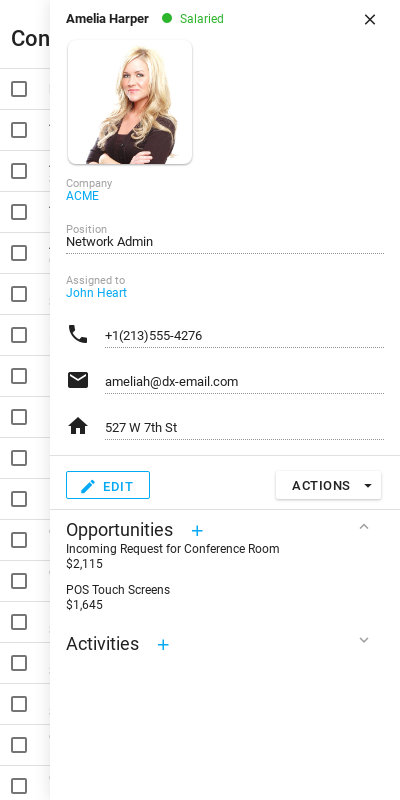 Con
Amelia Harper
Salaried
Company
ACME
Position
Network Admin
Assigned to
John Heart
+1(213)555-4276
ameliah@dx-email.com
527 W 7th St
EDIT
ACTIONS
Opportunities
Incoming Request for Conference Room
$2,115
POS Touch Screens
$1,645
Activities